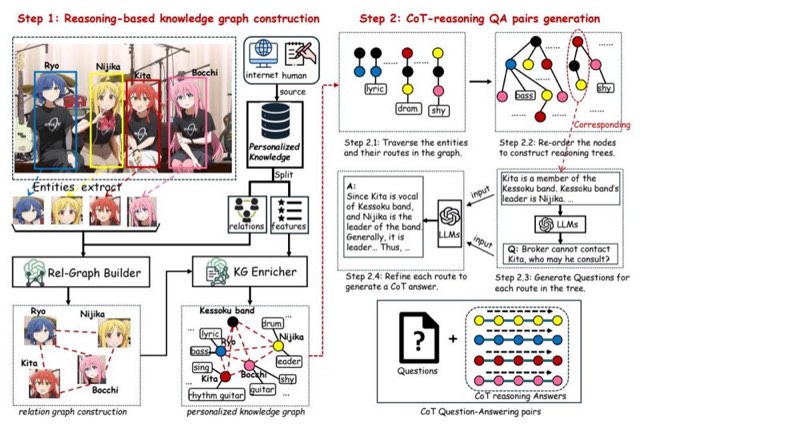 Step 1: Reasoning-based knowledge graph construction
Ryo
Nijika
Kita
Bocchi
Entities extract
internet human
source
Personalized
Knowledge
Split
relations
features
Rel-Graph Builder
KG Enricher
Ryo
Nijika
Kita
Bocchi
relation graph construction
Kessoku band
...
drum
lyric
Ryo
Nijika
bass
eader
sing
Bocchi
shy
Kita
guitar
...
rhythm guitar
personalized knowledge graph
Step 2: CoT-reasoning QA pairs generation
......
......
lyric
dram
shy
Step 2.1: Traverse the entities
and their routes in the graph.
......
......
bass
shy
Corresponding
Step 2.2: Re-order the nodes
to construct reasoning trees.
A:
Since Kita is vocal
of Kessoku band,
and Nijika is the
leader of the band.
Generally, it is
leader... Thus, ...
input
input
LLMs
Step 2.4: Refine each route to
generate a CoT answer.
Kita is a member of the
Kessoku band. Kessoku band's
leader is Nijika. ...
LLMs
Q: Broker cannot contact
Kita, who may he consult?
Step 2.3: Generate Questions for
each route in the tree.
?
Questions
+
CoT reasoning Answers
CoT Question-Answering pairs